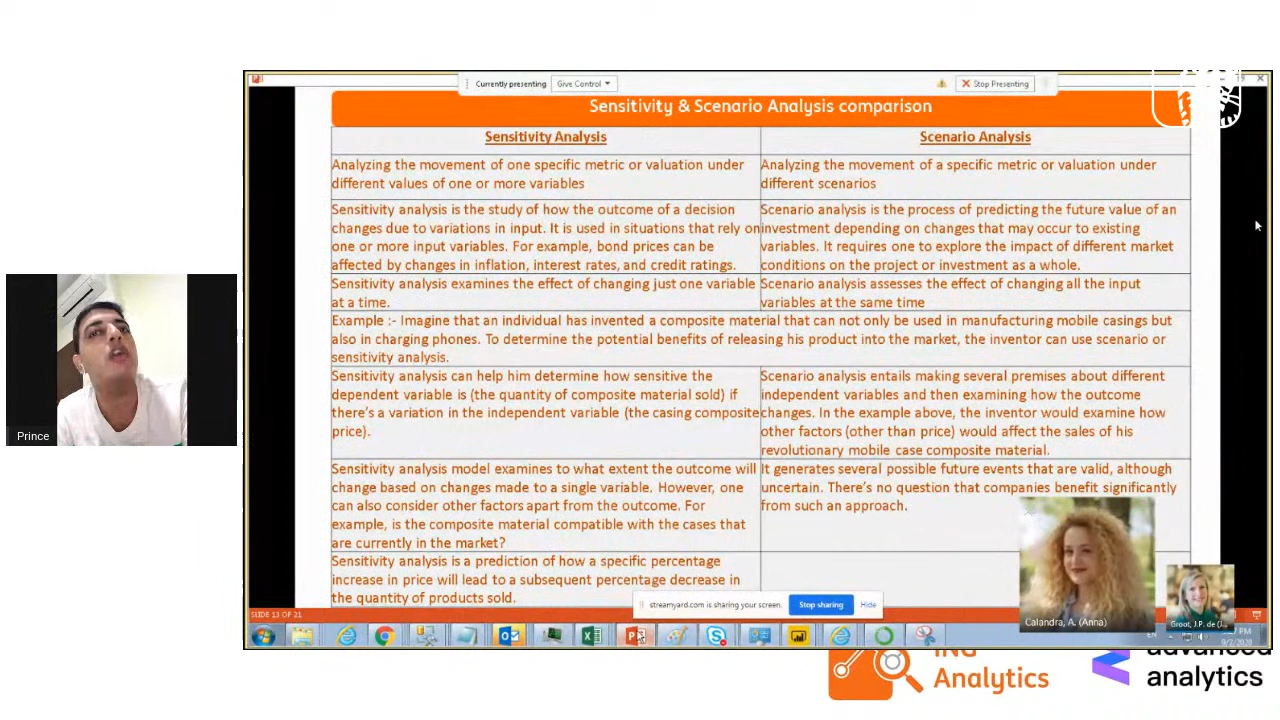 Currently presenting Give Control Stop Presenting
Sensitivity & Scenario Analysis comparison
Sensitivity Analysis
Scenario Analysis
Analyzing the movement of one specific metric or valuation under
different values of one or more variables
Analyzing the movement of a specific metric or valuation under
different scenarios
Sensitivity analysis is the study of how the outcome of a decision
changes due to variations in input. It is used in situations that rely on
one or more input variables. For example, bond prices can be
affected by changes in inflation, interest rates, and credit ratings.
Scenario analysis is the process of predicting the future value of an
investment depending on changes that may occur to existing
variables. It requires one to explore the impact of different market
conditions on the project or investment as a whole.
Sensitivity analysis examines the effect of changing just one variable
at a time.
Scenario analysis assesses the effect of changing all the input
variables at the same time
Example :- Imagine that an individual has invented a composite material that can not only be used in manufacturing mobile casings but
also in charging phones. To determine the potential benefits of releasing his product into the market, the inventor can use scenario or
sensitivity analysis.
Sensitivity analysis can help him determine how sensitive the
dependent variable is (the quantity of composite material sold) if
there's a variation in the independent variable (the casing composite
price).
Scenario analysis entails making several premises about different
independent variables and then examining how the outcome
changes. In the example above, the inventor would examine how
other factors (other than price) would affect the sales of his
revolutionary mobile case composite material.
Sensitivity analysis model examines to what extent the outcome will
change based on changes made to a single variable. However, one
can also consider other factors apart from the outcome. For
example, is the composite material compatible with the cases that
are currently in the market?
It generates several possible future events that are valid, although
uncertain. There's no question that companies benefit significantly
from such an approach.
Sensitivity analysis is a prediction of how a specific percentage
increase in price will lead to a subsequent percentage decrease in
the quantity of products sold.
streamyard.com is sharing your screen. Stop sharing Hide
SLIDE 13 OF 21
Prince
Calandra, A. (Anna)
Groot, J.P. de (J...
PM
9/2/2020
ING
Analytics
advanced
analytics